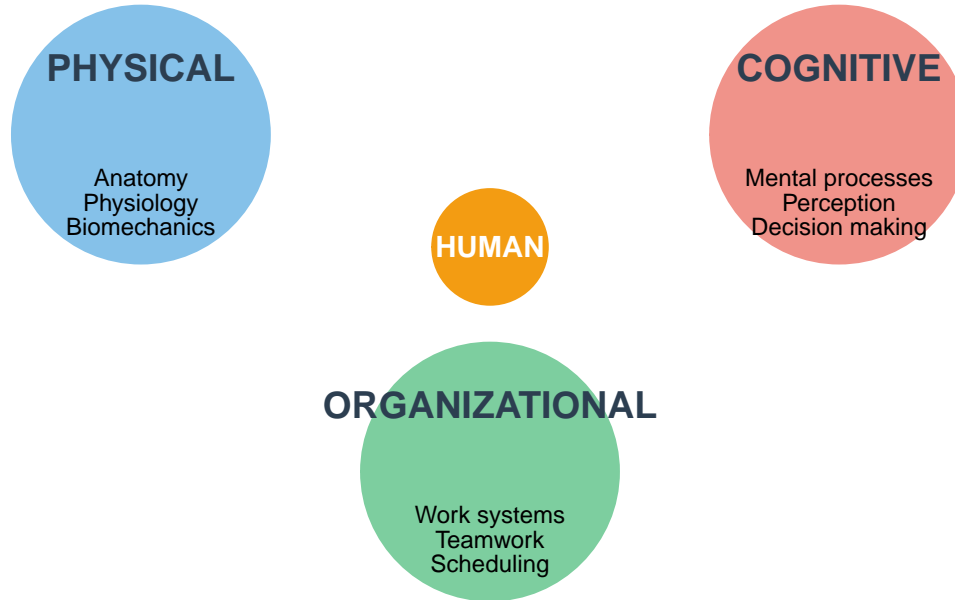 PHYSICAL
Anatomy
Physiology
Biomechanics
COGNITIVE
Mental processes
Perception
Decision making
HUMAN
ORGANIZATIONAL
Work systems
Teamwork
Scheduling